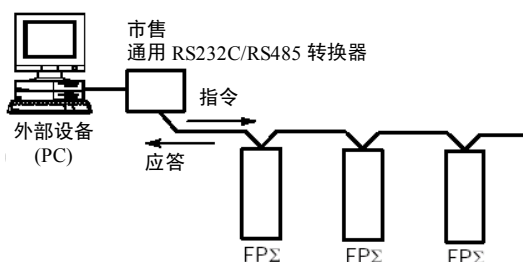 市售
通用 RS232C/RS485 转换器
指令
外部设备
(PC)
应答
FPΣ
FPΣ
FPΣ